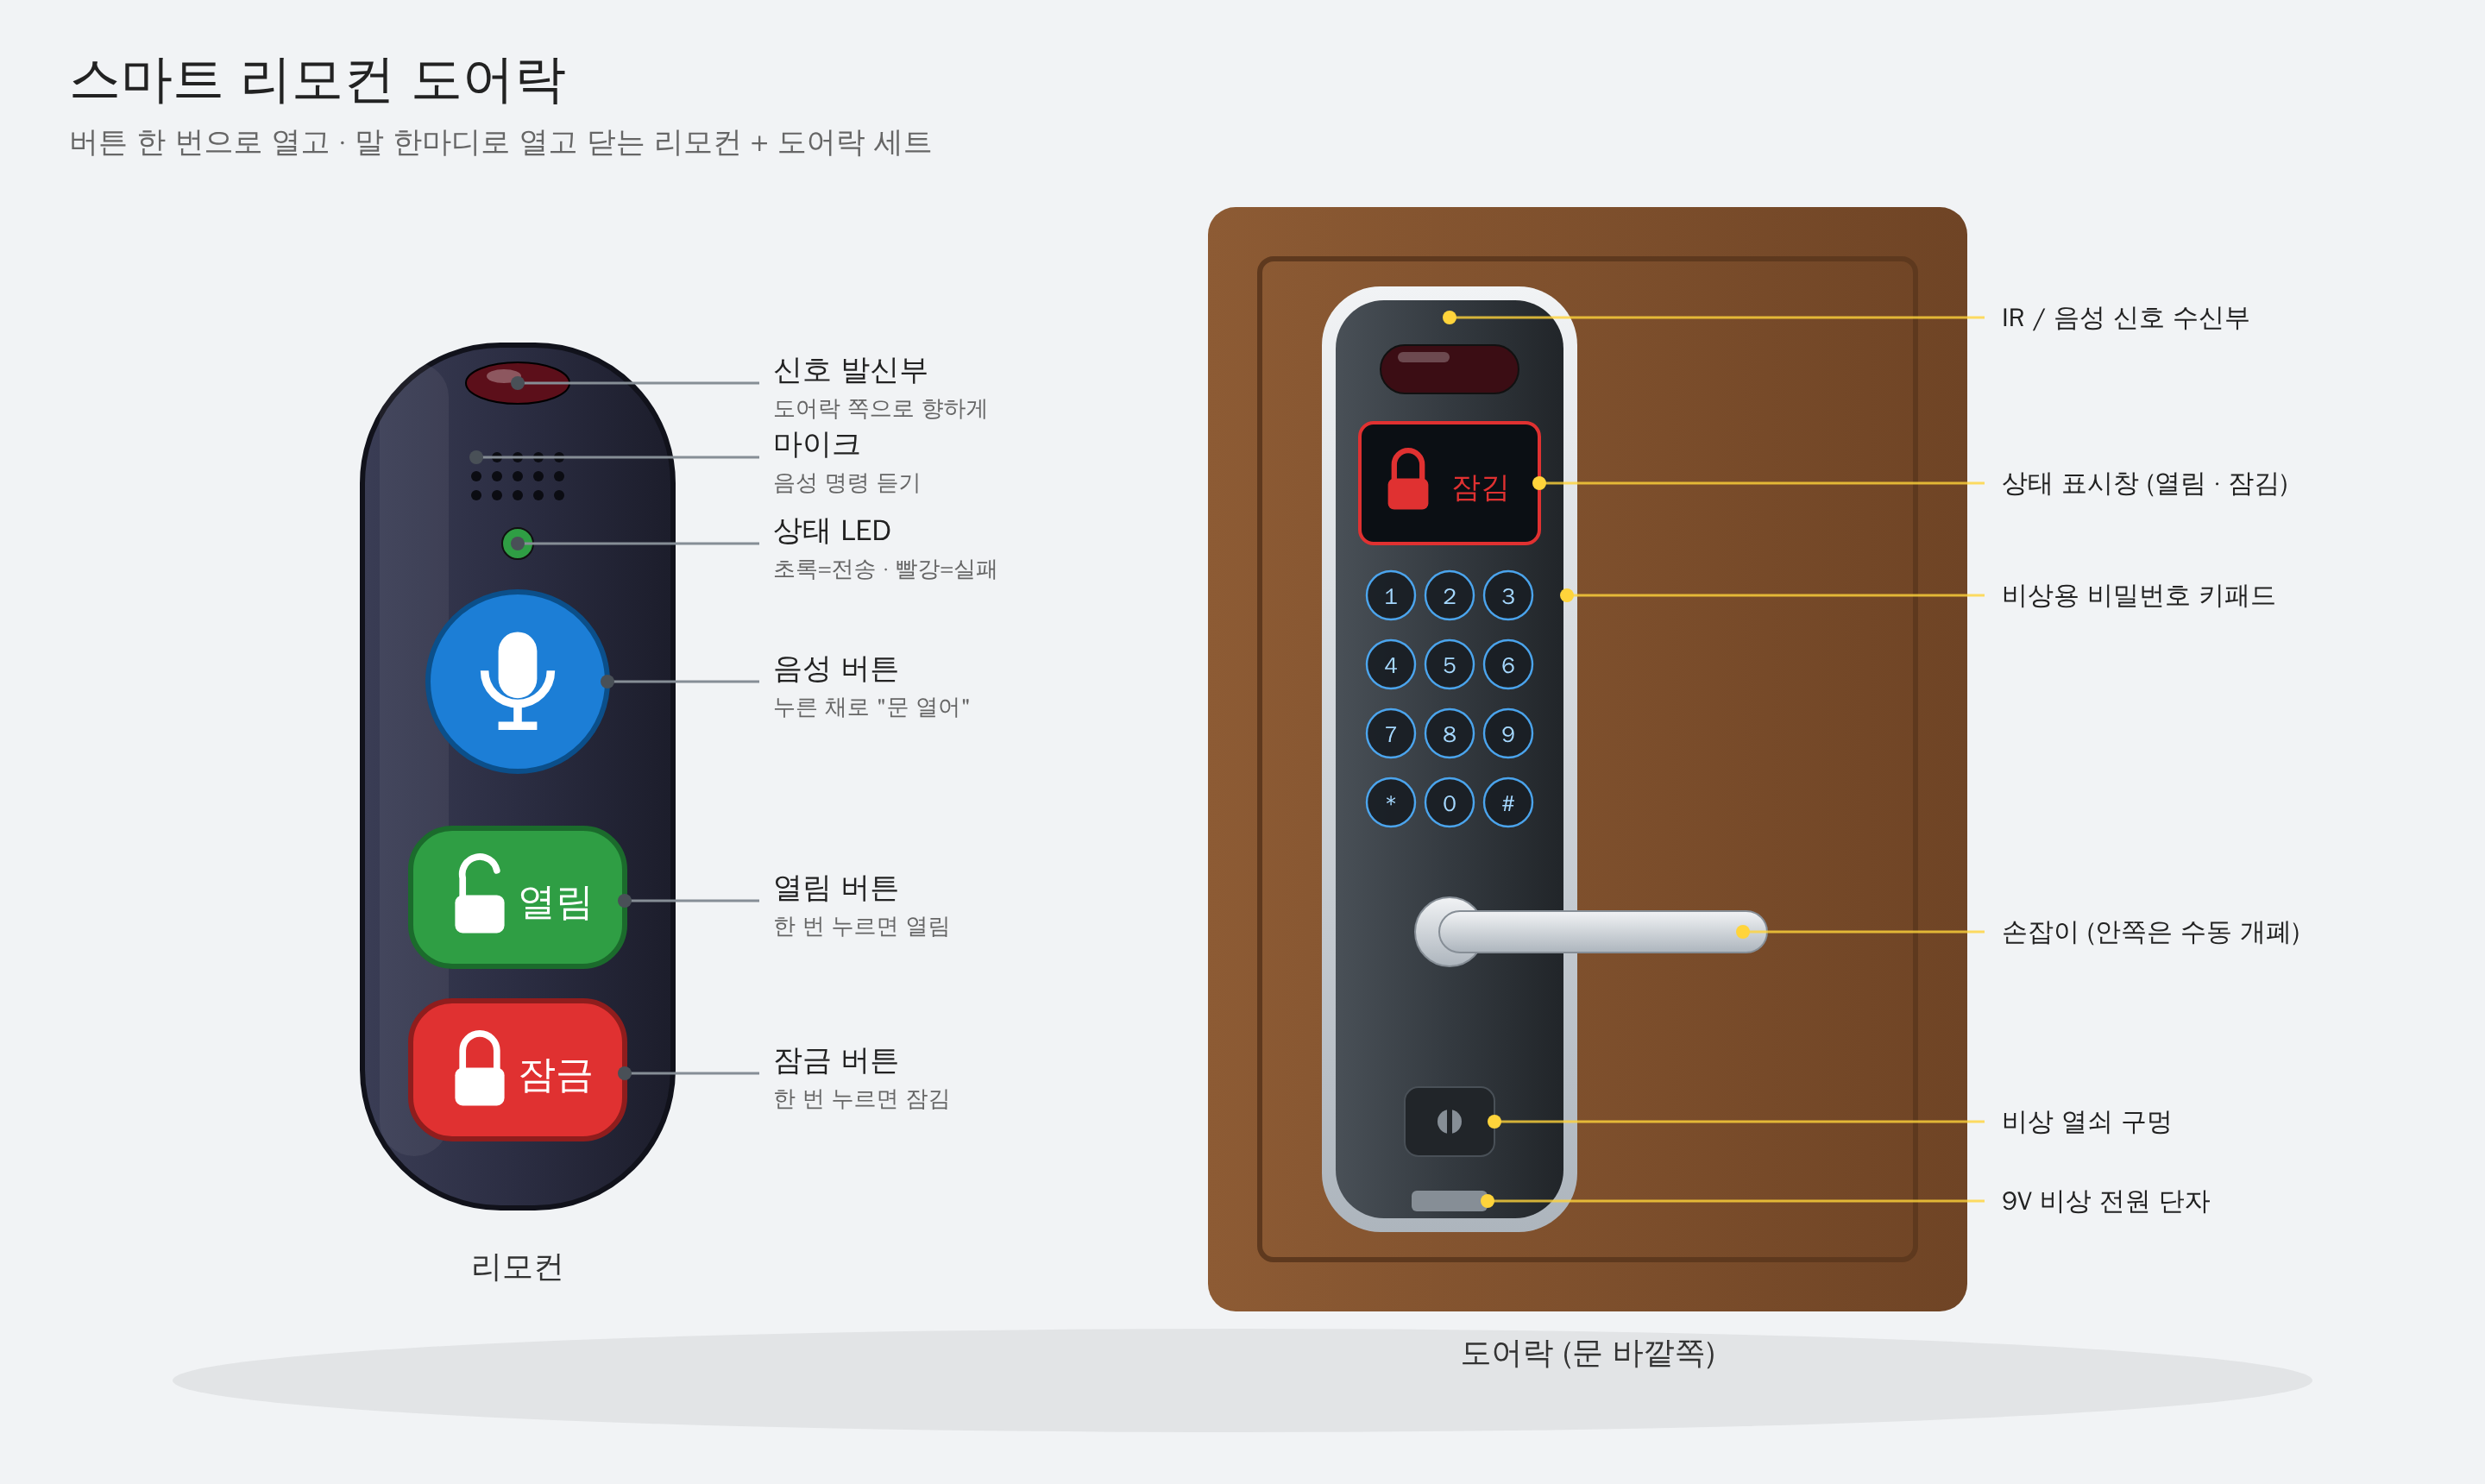 스마트 리모컨 도어락
버튼 한 번으로 열고 · 말 한마디로 열고 닫는 리모컨 + 도어락 세트
신호 발신부
도어락 쪽으로 향하게
마이크
음성 명령 듣기
상태 LED
초록=전송 · 빨강=실패
음성 버튼
누른 채로 "문 열어"
열림
열림 버튼
한 번 누르면 열림
잠금
잠금 버튼
한 번 누르면 잠김
리모컨
IR / 음성 신호 수신부
잠김
상태 표시창 (열림 · 잠김)
1 2 3
비상용 비밀번호 키패드
4 5 6
7 8 9
* 0 #
손잡이 (안쪽은 수동 개폐)
비상 열쇠 구멍
9V 비상 전원 단자
도어락 (문 바깥쪽)